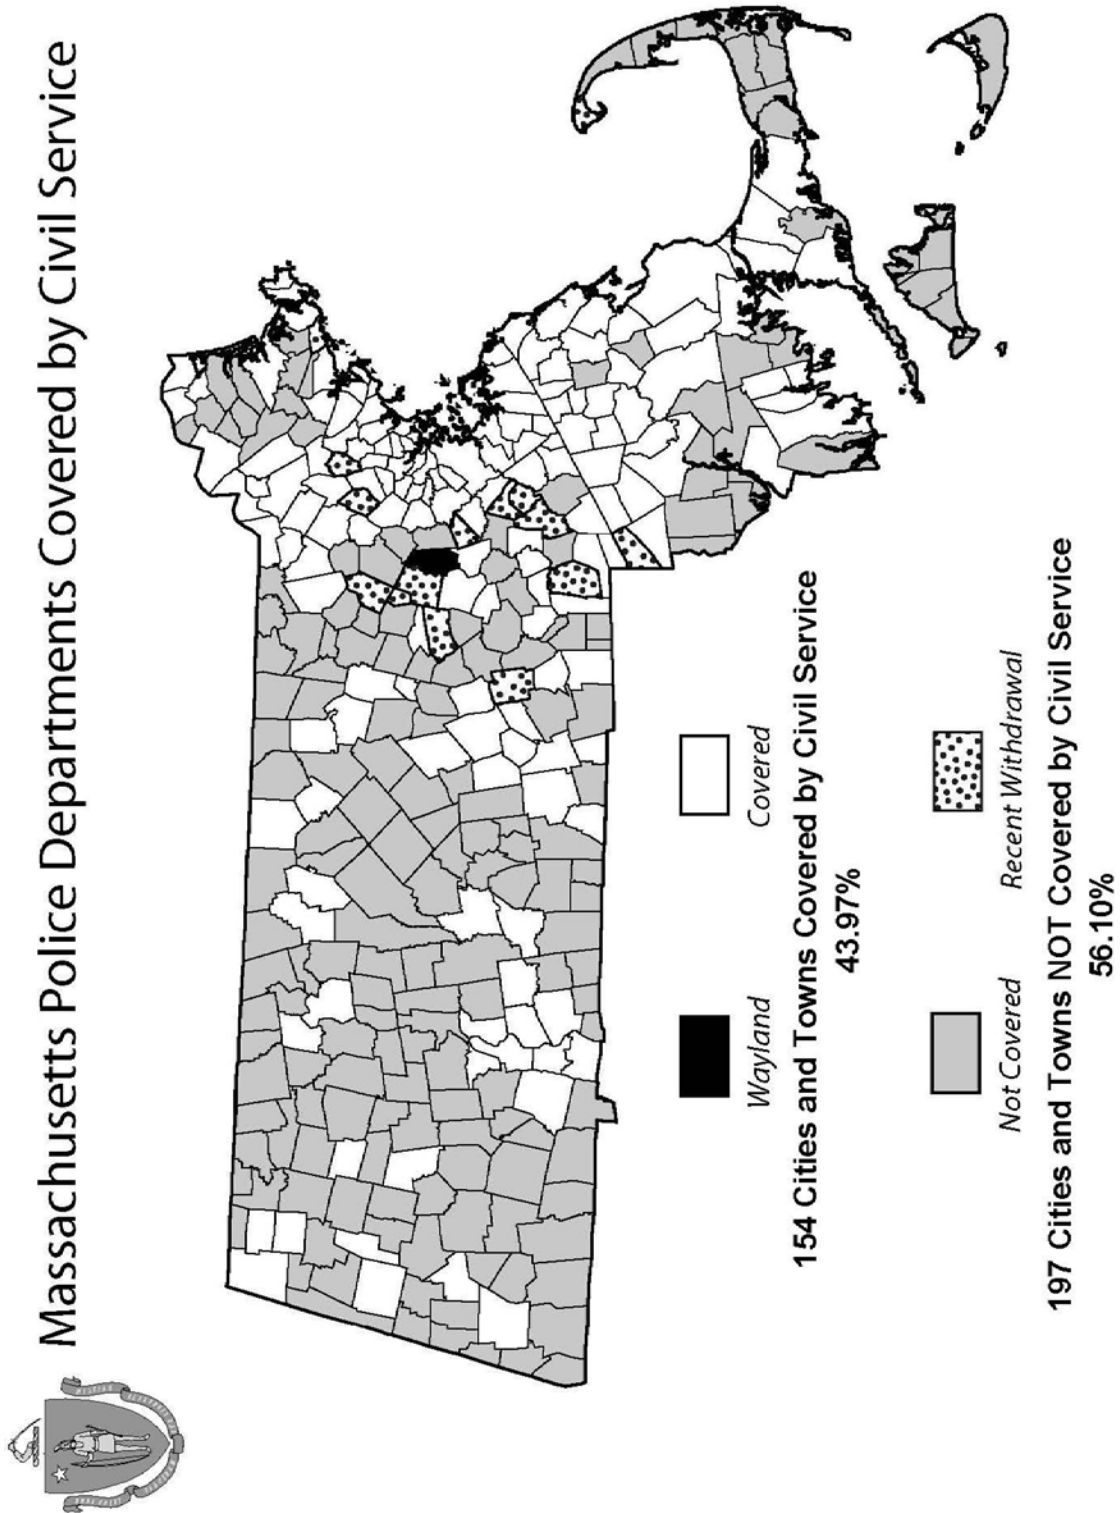 Massachusetts Police Departments Covered by Civil Service
Wayland
Covered
154 Cities and Towns Covered by Civil Service
43.97%
Not Covered
Recent Withdrawal
197 Cities and Towns NOT Covered by Civil Service
56.10%